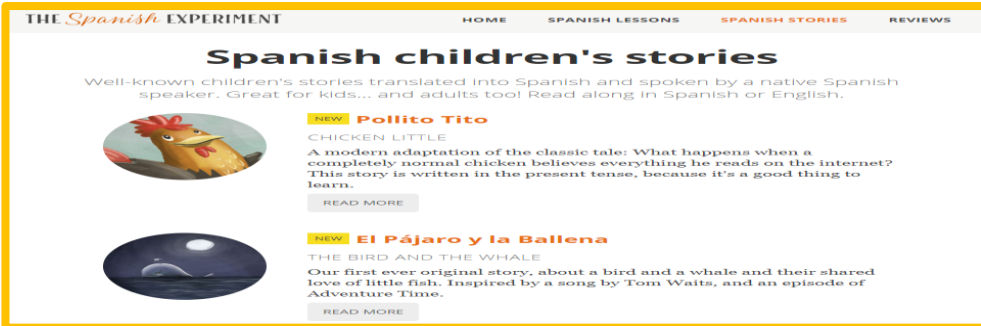 THE Spanish EXPERIMENT HOME SPANISH LESSONS SPANISH STORIES REVIEWS
Spanish children's stories
Well-known children's stories translated into Spanish and spoken by a native Spanish
speaker. Great for kids... and adults too! Read along in Spanish or English.
NEW Pollito Tito
CHICKEN LITTLE
A modern adaptation of the classic tale: What happens when a
completely normal chicken believes everything he reads on the internet?
This story is written in the present tense, because it's a good thing to
learn.
READ MORE
NEW El Pájaro y la Ballena
THE BIRD AND THE WHALE
Our first ever original story, about a bird and a whale and their shared
love of little fish. Inspired by a song by Tom Waits, and an episode of
Adventure Time.
READ MORE